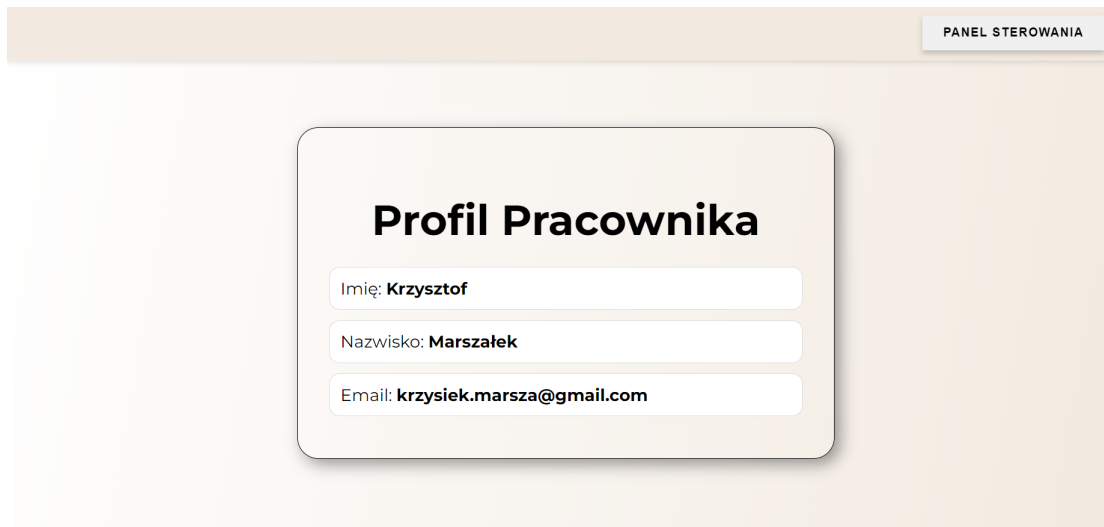 PANEL STEROWANIA
Profil Pracownika
Imię: Krzysztof
Nazwisko: Marszałek
Email: krzysiek.marsza@gmail.com